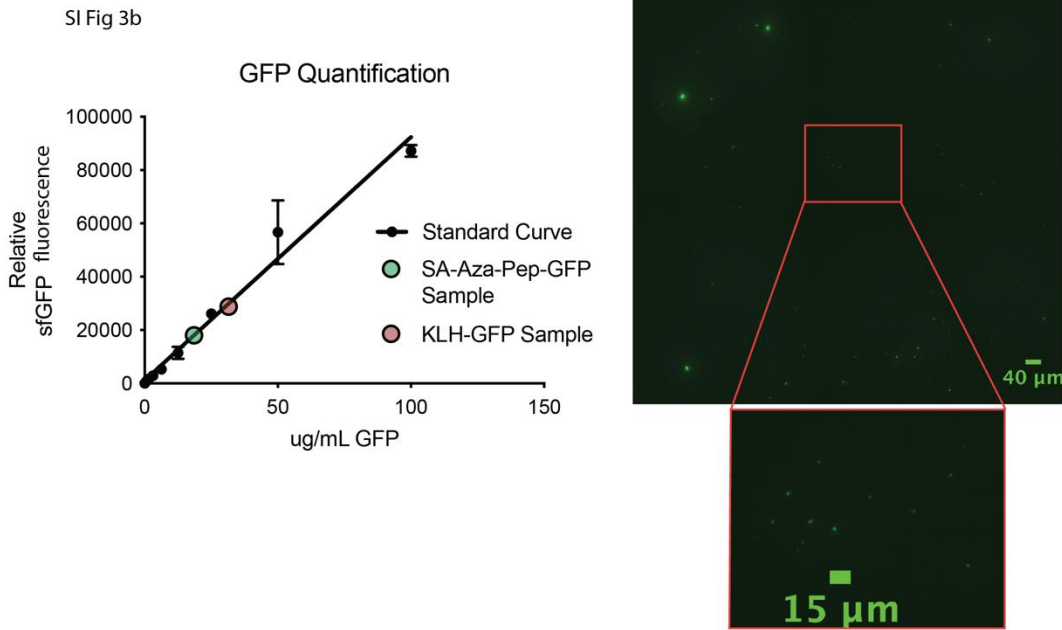 SI Fig 3b
GFP Quantification
100000
80000
60000
40000
20000
0
Relative
sfGFP fluorescence
0
50
100
150
ug/mL GFP
Standard Curve
SA-Aza-Pep-GFP
Sample
KLH-GFP Sample
40 μm
15 μm